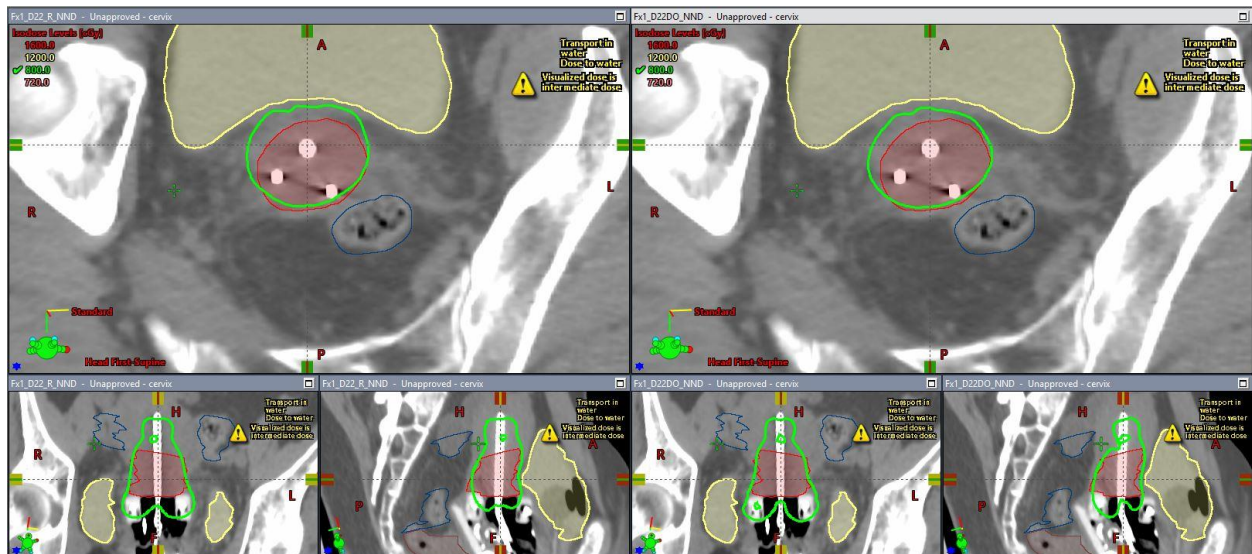 Fx1_D22_R_NND - Unapproved - cervix
Isodose Levels [cGy]
1600.0
1200.0
800.0
720.0
A
Transport in
water
Dose to water
Visualized dose is
intermediate dose
R
L
Standard
P
Head First-Supine
Fx1_D22DO_NND - Unapproved - cervix
Isodose Levels [cGy]
1600.0
1200.0
800.0
720.0
A
Transport in
water
Dose to water
Visualized dose is
intermediate dose
R
L
Standard
P
Head First-Supine
Fx1_D22_R_NND - Unapproved - cervix
H
Transport in
water
Dose to water
Visualized dose is
intermediate dose
R
L
F
Fx1_D22_R_NND - Unapproved - cervix
H
Transport in
water
Dose to water
Visualized dose is
intermediate dose
A
P
F
Fx1_D22DO_NND - Unapproved - cervix
H
Transport in
water
Dose to water
Visualized dose is
intermediate dose
R
L
F
Fx1_D22DO_NND - Unapproved - cervix
H
Transport in
water
Dose to water
Visualized dose is
intermediate dose
A
P
F